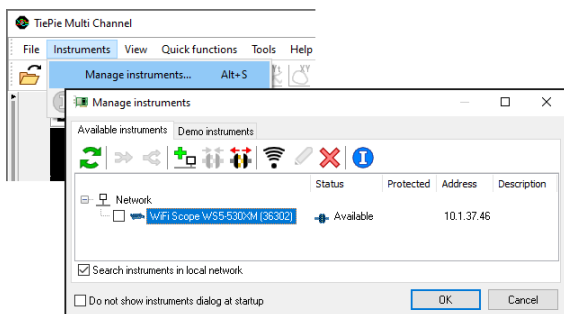 TiePie Multi Channel
File Instruments View Quick functions Tools Help
Manage instruments... Alt+S
Manage instruments
Available instruments Demo instruments
Status Protected Address Description
Network
WiFi Scope WS5-530XM (36302) Available 10.1.37.46
Search instruments in local network
Do not show instruments dialog at startup OK Cancel